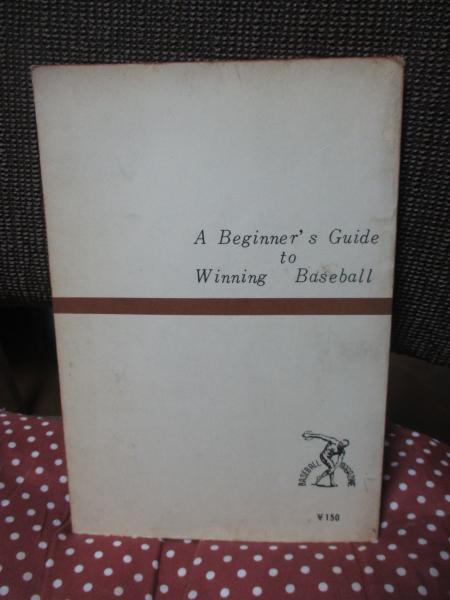 A Beginner's Guide
to
Winning Baseball
BASEBALL MAGAZINE
¥150